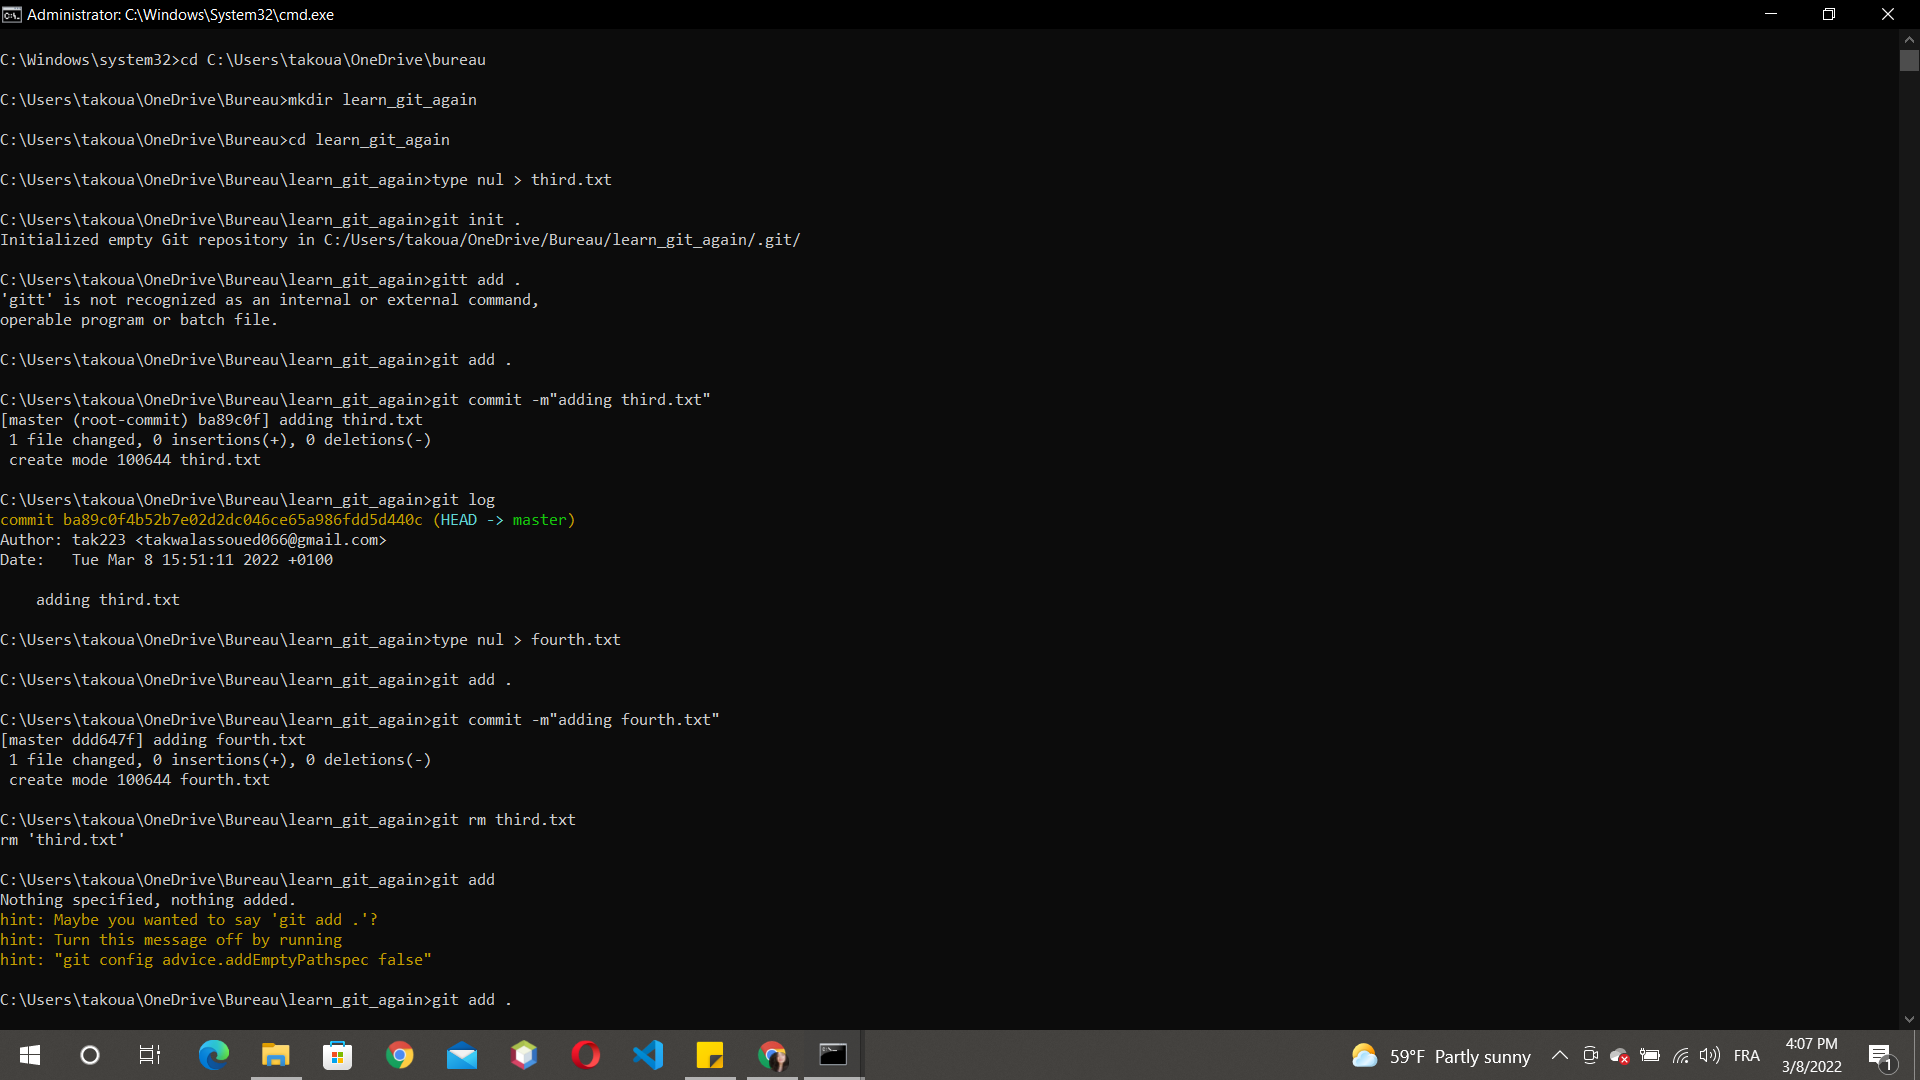 Administrator: C:\Windows\System32\cmd.exe
C:\Windows\system32>cd C:\Users\takoua\OneDrive\bureau
C:\Users\takoua\OneDrive\Bureau>mkdir learn_git_again
C:\Users\takoua\OneDrive\Bureau>cd learn_git_again
C:\Users\takoua\OneDrive\Bureau\learn_git_again>type nul > third.txt
C:\Users\takoua\OneDrive\Bureau\learn_git_again>git init .
Initialized empty Git repository in C:/Users/takoua/OneDrive/Bureau/learn_git_again/.git/
C:\Users\takoua\OneDrive\Bureau\learn_git_again>gitt add .
'gitt' is not recognized as an internal or external command,
operable program or batch file.
C:\Users\takoua\OneDrive\Bureau\learn_git_again>git add .
C:\Users\takoua\OneDrive\Bureau\learn_git_again>git commit -m"adding third.txt"
[master (root-commit) ba89c0f] adding third.txt
1 file changed, 0 insertions(+), 0 deletions(-)
create mode 100644 third.txt
C:\Users\takoua\OneDrive\Bureau\learn_git_again>git log
commit ba89c0f4b52b7e02d2dc046ce65a986fdd5d440c (HEAD -> master)
Author: tak223 <takwalassoued066@gmail.com>
Date:   Tue Mar 8 15:51:11 2022 +0100
adding third.txt
C:\Users\takoua\OneDrive\Bureau\learn_git_again>type nul > fourth.txt
C:\Users\takoua\OneDrive\Bureau\learn_git_again>git add .
C:\Users\takoua\OneDrive\Bureau\learn_git_again>git commit -m"adding fourth.txt"
[master ddd647f] adding fourth.txt
1 file changed, 0 insertions(+), 0 deletions(-)
create mode 100644 fourth.txt
C:\Users\takoua\OneDrive\Bureau\learn_git_again>git rm third.txt
rm 'third.txt'
C:\Users\takoua\OneDrive\Bureau\learn_git_again>git add
Nothing specified, nothing added.
hint: Maybe you wanted to say 'git add .'?
hint: Turn this message off by running
hint: "git config advice.addEmptyPathspec false"
C:\Users\takoua\OneDrive\Bureau\learn_git_again>git add .
59°F Partly sunny
FRA
4:07 PM
3/8/2022
1